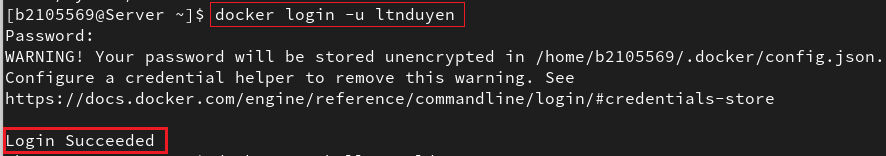 [b2105569@Server ~]$ docker login -u ltnduyen
Password:
WARNING! Your password will be stored unencrypted in /home/b2105569/.docker/config.json.
Configure a credential helper to remove this warning. See
https://docs.docker.com/engine/reference/commandline/login/#credentials-store
Login Succeeded